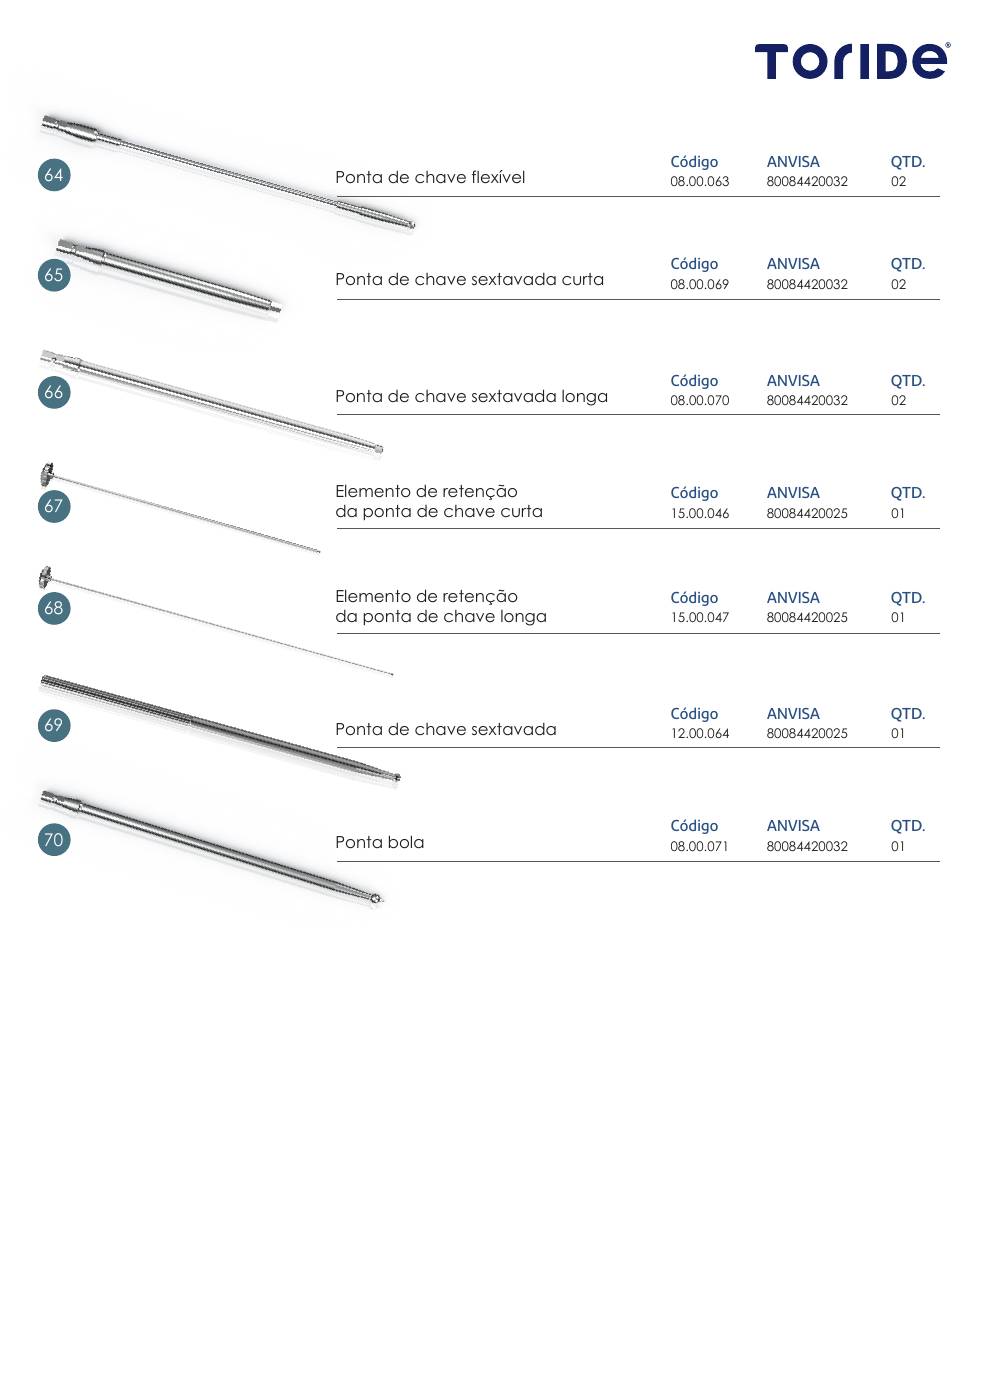 TORIDE®
Código ANVISA QTD.
64 Ponta de chave flexível 08.00.063 80084420032 02
Código ANVISA QTD.
65 Ponta de chave sextavada curta 08.00.069 80084420032 02
Código ANVISA QTD.
66 Ponta de chave sextavada longa 08.00.070 80084420032 02
Elemento de retenção Código ANVISA QTD.
67 da ponta de chave curta 15.00.046 80084420025 01
Elemento de retenção Código ANVISA QTD.
68 da ponta de chave longa 15.00.047 80084420025 01
Código ANVISA QTD.
69 Ponta de chave sextavada 12.00.064 80084420025 01
Código ANVISA QTD.
70 Ponta bola 08.00.071 80084420032 01